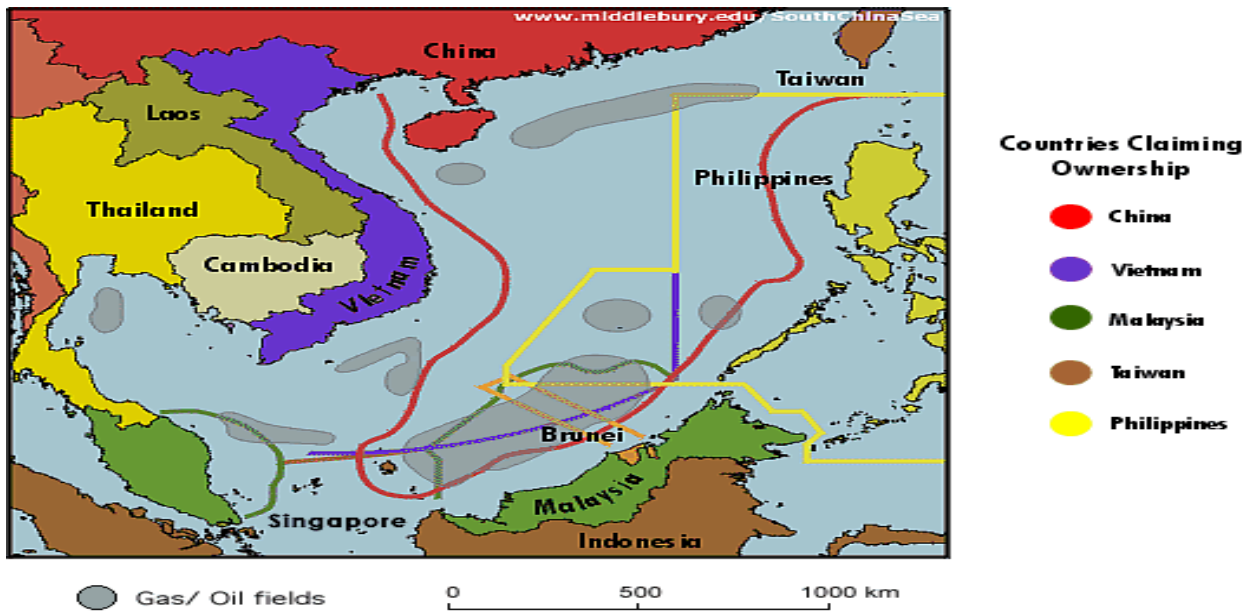 www.middlebury.edu/SouthChinaSea
China
Taiwan
Laos
Countries Claiming
Ownership
Philippines
Thailand
China
Cambodia
Vietnam
Vietnam
Malaysia
Taiwan
Brunei
Philippines
Malaysia
Singapore
Indonesia
Gas/ Oil fields
0 500 1000 km